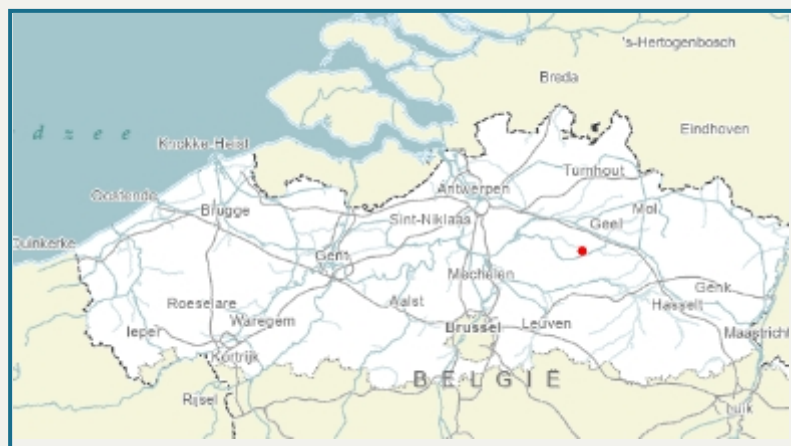 's-Hertogenbosch
Breda
d z e e
Eindhoven
Knokke-Heist
Turnhout
Antwerpen
Oostende
Mol
Brugge
Sint-Niklaas
Geel
Duinkerke
Gent
Mechelen
Genk
Roeselare
Aalst
Hasselt
Waregem
Ieper
Brussel
Leuven
Maastricht
Kortrijk
BELGIË
Rijsel
Luik